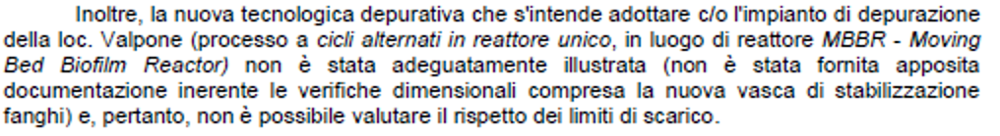 Inoltre, la nuova tecnologica depurativa che s'intende adottare c/o l'impianto di depurazione
della loc. Valpone (processo a cicli alternati in reattore unico, in luogo di reattore MBBR - Moving
Bed Biofilm Reactor) non è stata adeguatamente illustrata (non è stata fornita apposita
documentazione inerente le verifiche dimensionali compresa la nuova vasca di stabilizzazione
fanghi) e, pertanto, non è possibile valutare il rispetto dei limiti di scarico.